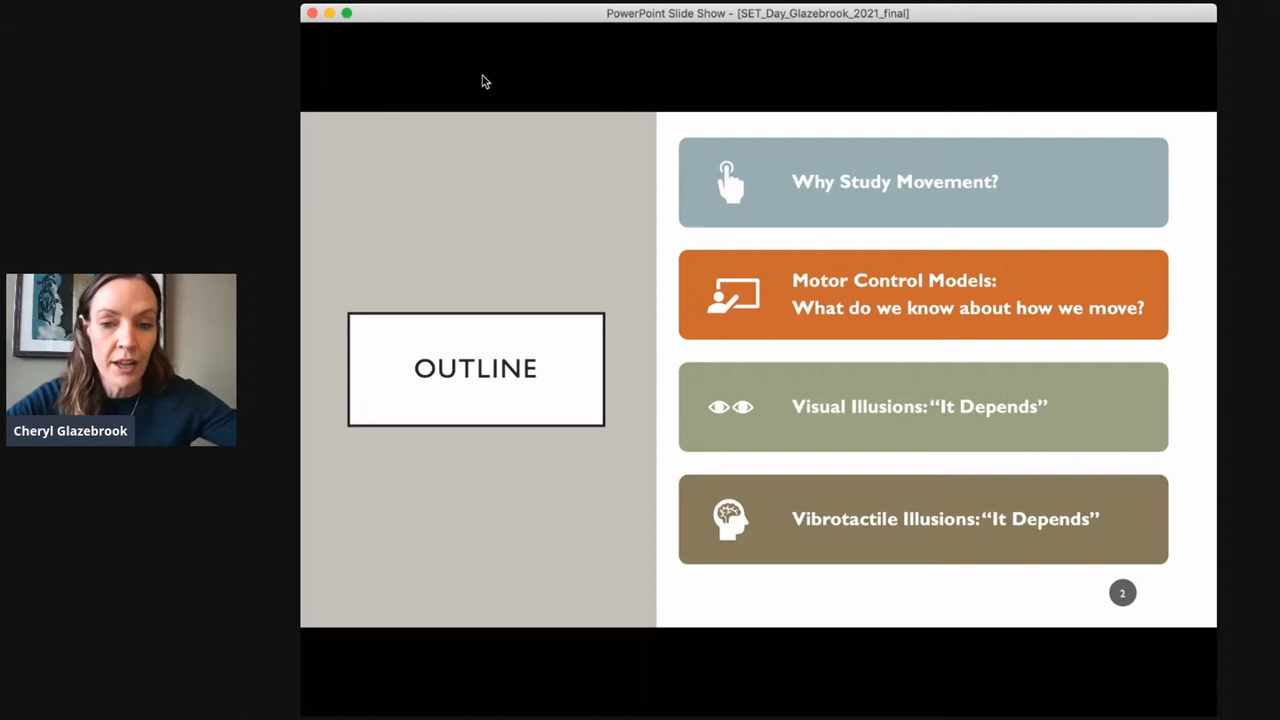 PowerPoint Slide Show - [SET_Day_Glazebrook_2021_final]
Why Study Movement?
Motor Control Models:
What do we know about how we move?
OUTLINE
Visual Illusions: “It Depends”
Cheryl Glazebrook
Vibrotactile Illusions: “It Depends”
2